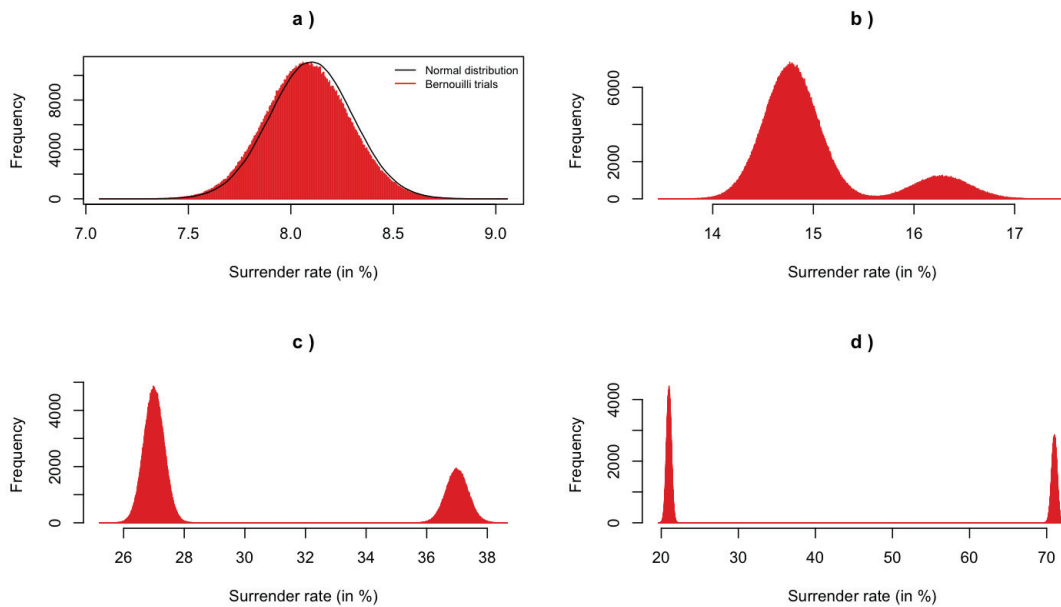 a )
Frequency
0 4000 8000
Normal distribution
Bernouilli trials
7.0 7.5 8.0 8.5 9.0
Surrender rate (in %)
b )
Frequency
0 2000 6000
14 15 16 17
Surrender rate (in %)
c )
Frequency
0 2000 4000
26 28 30 32 34 36 38
Surrender rate (in %)
d )
Frequency
0 2000 4000
20 30 40 50 60 70
Surrender rate (in %)